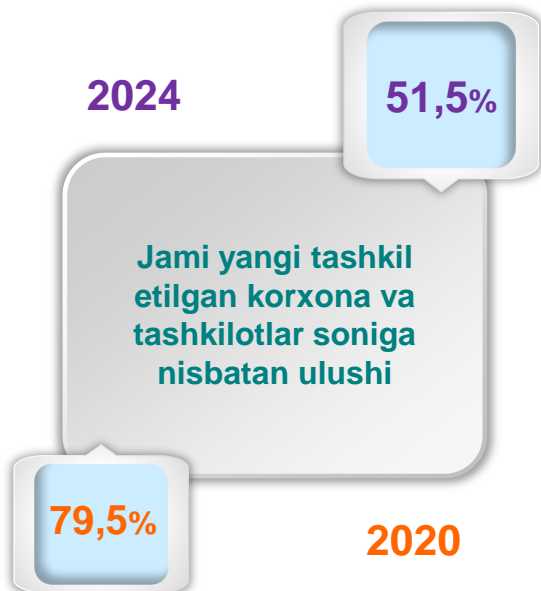 2024
51,5%
Jami yangi tashkil
etilgan korxona va
tashkilotlar soniga
nisbatan ulushi
79,5%
2020